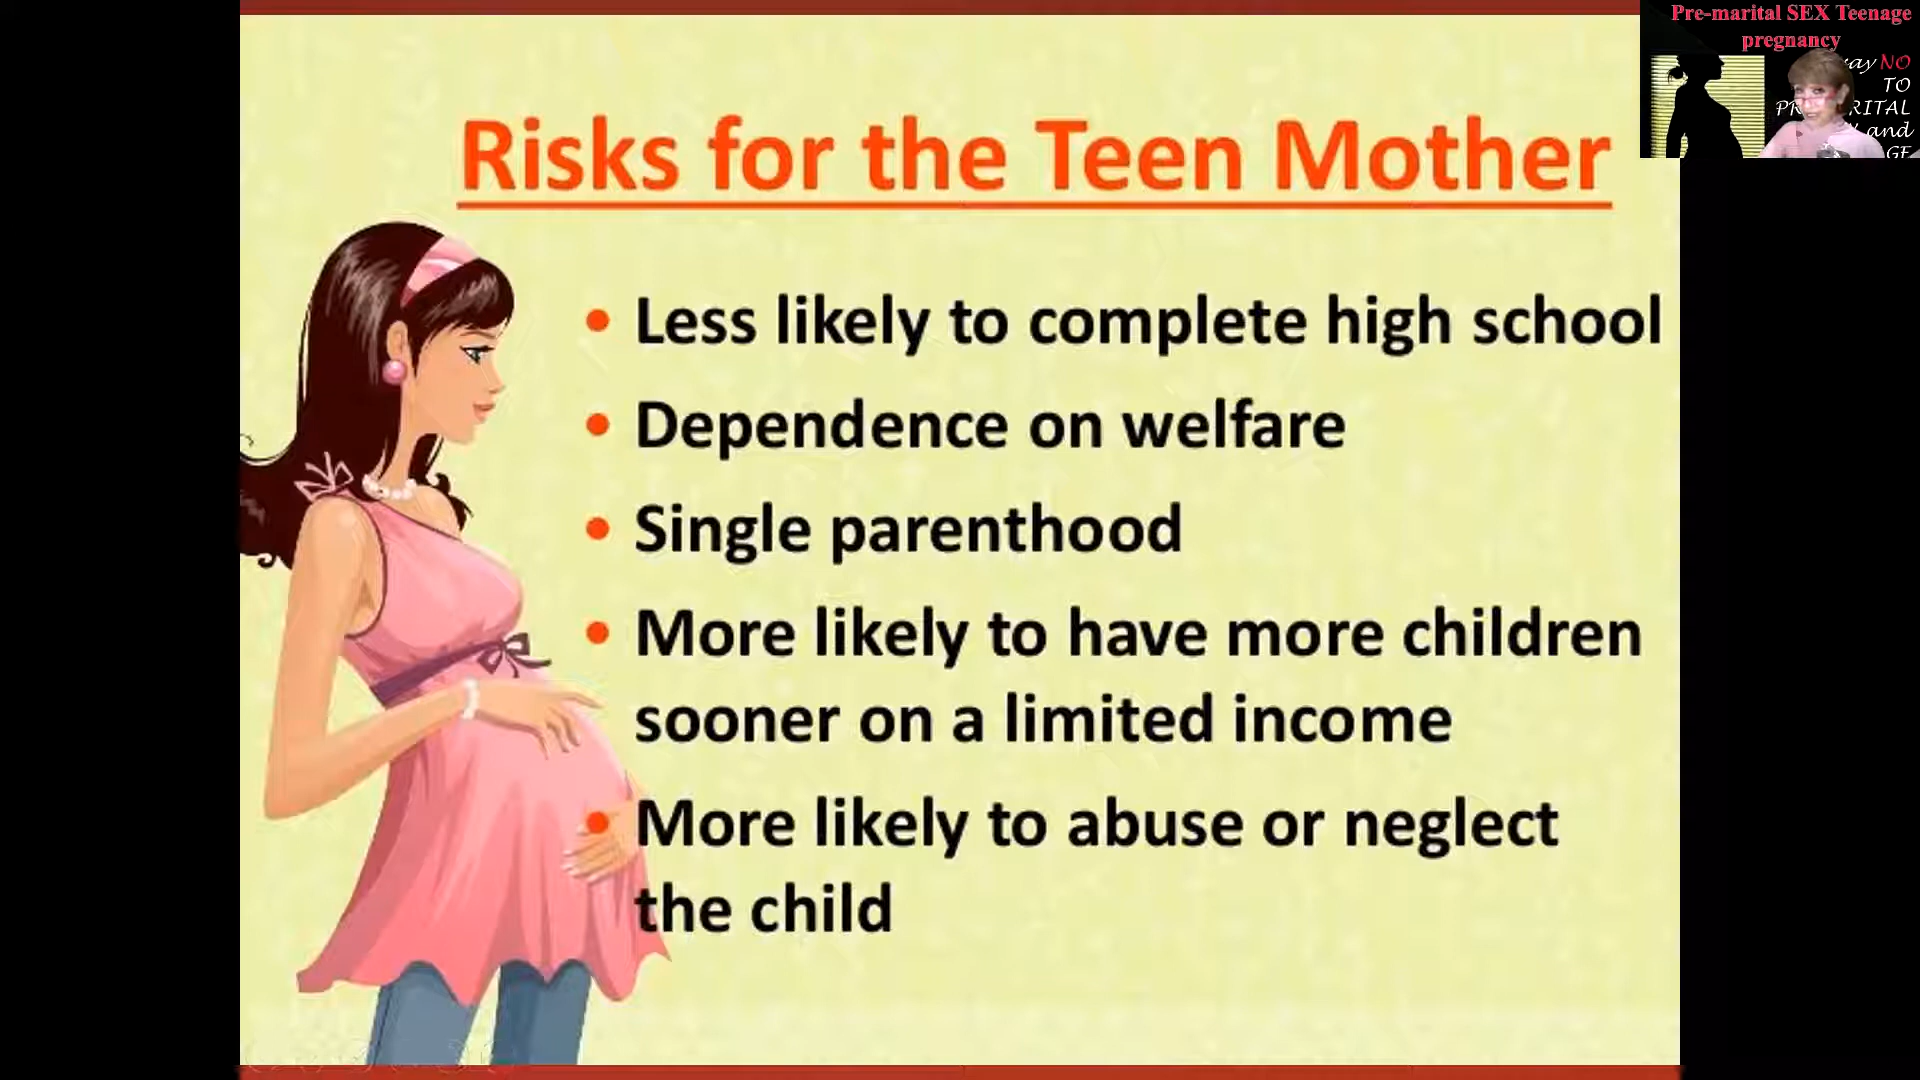 Risks for the Teen Mother
• Less likely to complete high school
• Dependence on welfare
• Single parenthood
• More likely to have more children
sooner on a limited income
• More likely to abuse or neglect
the child
Pre-marital SEX Teenage
pregnancy
NO
TO
and